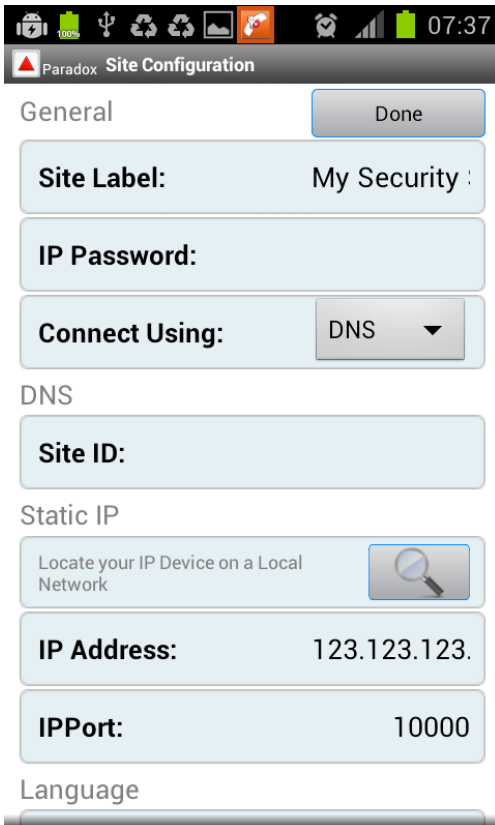 100%
07:37
Paradox Site Configuration
General
Done
Site Label:
My Security
IP Password:
Connect Using:
DNS
DNS
Site ID:
Static IP
Locate your IP Device on a Local
Network
IP Address:
123.123.123.
IPPort:
10000
Language